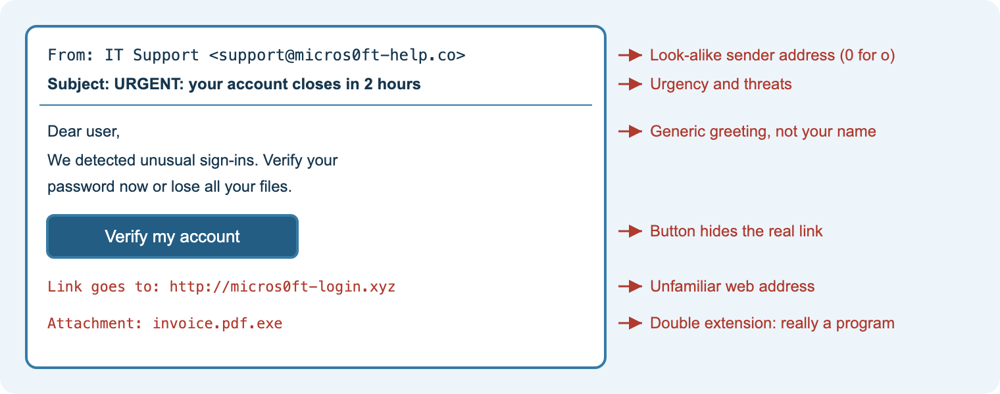 From: IT Support <support@micros0ft-help.co>
Look-alike sender address (0 for o)
Subject: URGENT: your account closes in 2 hours
Urgency and threats
Dear user,
Generic greeting, not your name
We detected unusual sign-ins. Verify your
password now or lose all your files.
Verify my account
Button hides the real link
Link goes to: http://micros0ft-login.xyz
Unfamiliar web address
Attachment: invoice.pdf.exe
Double extension: really a program